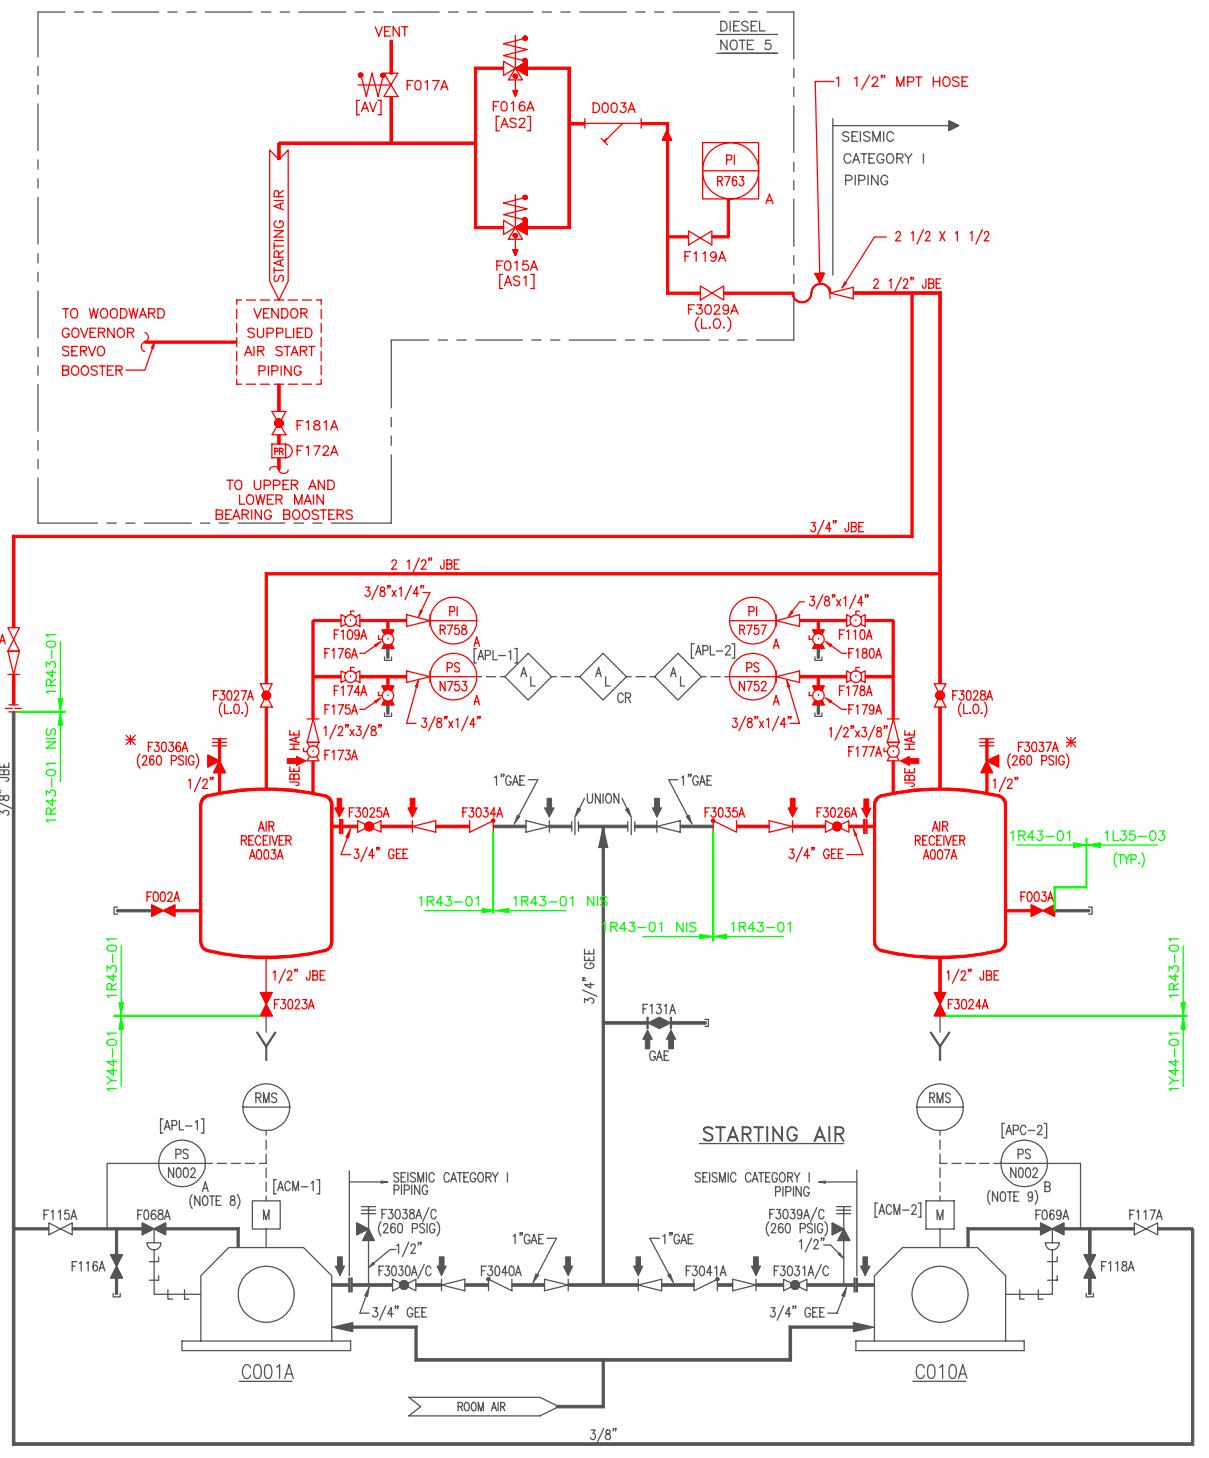 DIESEL
NOTE 5
VENT
F017A
[AV]
F016A
[AS2]
D003A
1 1/2" MPT HOSE
SEISMIC
CATEGORY I
PIPING
PI
R763
A
STARTING AIR
F015A
[AS1]
F119A
2 1/2 X 1 1/2
2 1/2" JBE
F3029A
(L.O.)
TO WOODWARD
GOVERNOR
SERVO
BOOSTER
VENDOR
SUPPLIED
AIR START
PIPING
F181A
PR
F172A
TO UPPER AND
LOWER MAIN
BEARING BOOSTERS
3/4" JBE
2 1/2" JBE
3/8"x1/4"
PI
R758
A
F109A
F176A
PI
R757
A
3/8"x1/4"
F110A
F180A
A
1R43-01
1R43-01 NIS
3/8" JBE
[APL-1]
PS
N753
A
F174A
F175A
3/8"x1/4"
A
L
A
L
CR
A
L
[APL-2]
PS
N752
A
F178A
F179A
3/8"x1/4"
F3027A
(L.O.)
F3028A
(L.O.)
1/2"x3/8"
F173A
JBE
HAE
1/2"x3/8"
F177A
JBE
HAE
* F3036A
(260 PSIG)
1/2"
F3037A *
(260 PSIG)
1/2"
1"GAE
UNION
1"GAE
F3025A
F3034A
F3035A
F3026A
3/4" GEE
3/4" GEE
AIR
RECEIVER
A003A
AIR
RECEIVER
A007A
1R43-01
1L35-03
(TYP.)
F002A
F003A
1R43-01
1R43-01 NIS
1R43-01 NIS
1R43-01
1/2" JBE
F3023A
1R43-01
1Y44-01
3/4" GEE
F131A
GAE
1/2" JBE
F3024A
1R43-01
1Y44-01
RMS
RMS
STARTING AIR
[APL-1]
PS
N002
A
(NOTE 8)
[ACM-1]
M
SEISMIC CATEGORY I
PIPING
SEISMIC CATEGORY I
PIPING
[APC-2]
PS
N002
B
(NOTE 9)
[ACM-2]
M
F115A
F068A
F116A
F3038A/C
(260 PSIG)
1/2"
1"GAE
F3030A/C
F3040A
3/4" GEE
F3039A/C
(260 PSIG)
1/2"
1"GAE
F3041A
F3031A/C
3/4" GEE
F069A
F117A
F118A
C001A
C010A
ROOM AIR
3/8"